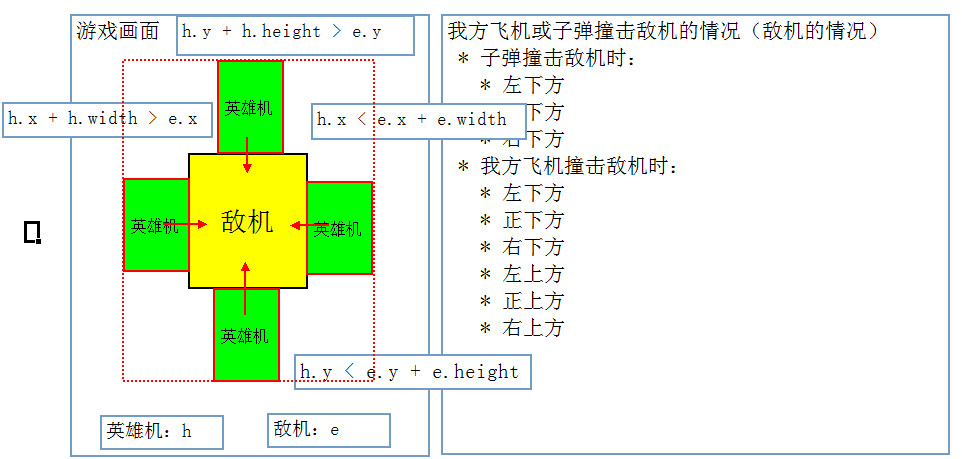 游戏画面
h.y + h.height > e.y
英雄机
h.x + h.width > e.x
h.x < e.x + e.width
英雄机
敌机
英雄机
英雄机
h.y < e.y + e.height
英雄机：h
敌机：e
我方飞机或子弹撞击敌机的情况（敌机的情况）
* 子弹撞击敌机时：
* 左下方
下方
右下方
* 我方飞机撞击敌机时：
* 左下方
* 正下方
* 右下方
* 左上方
* 正上方
* 右上方